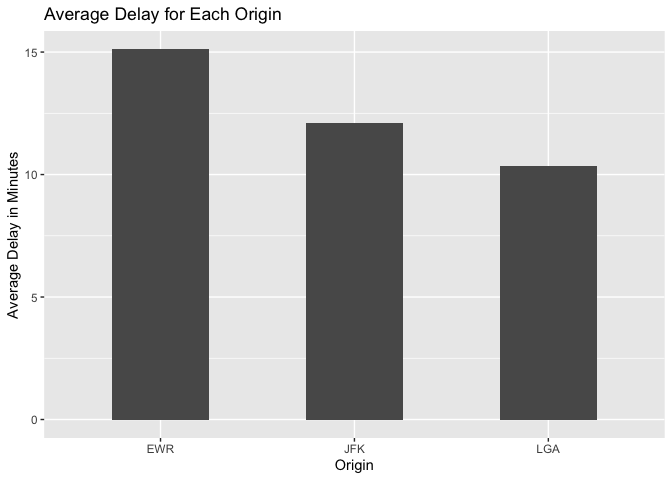 Average Delay for Each Origin
Average Delay in Minutes
15
10
5
0
EWR JFK LGA
Origin